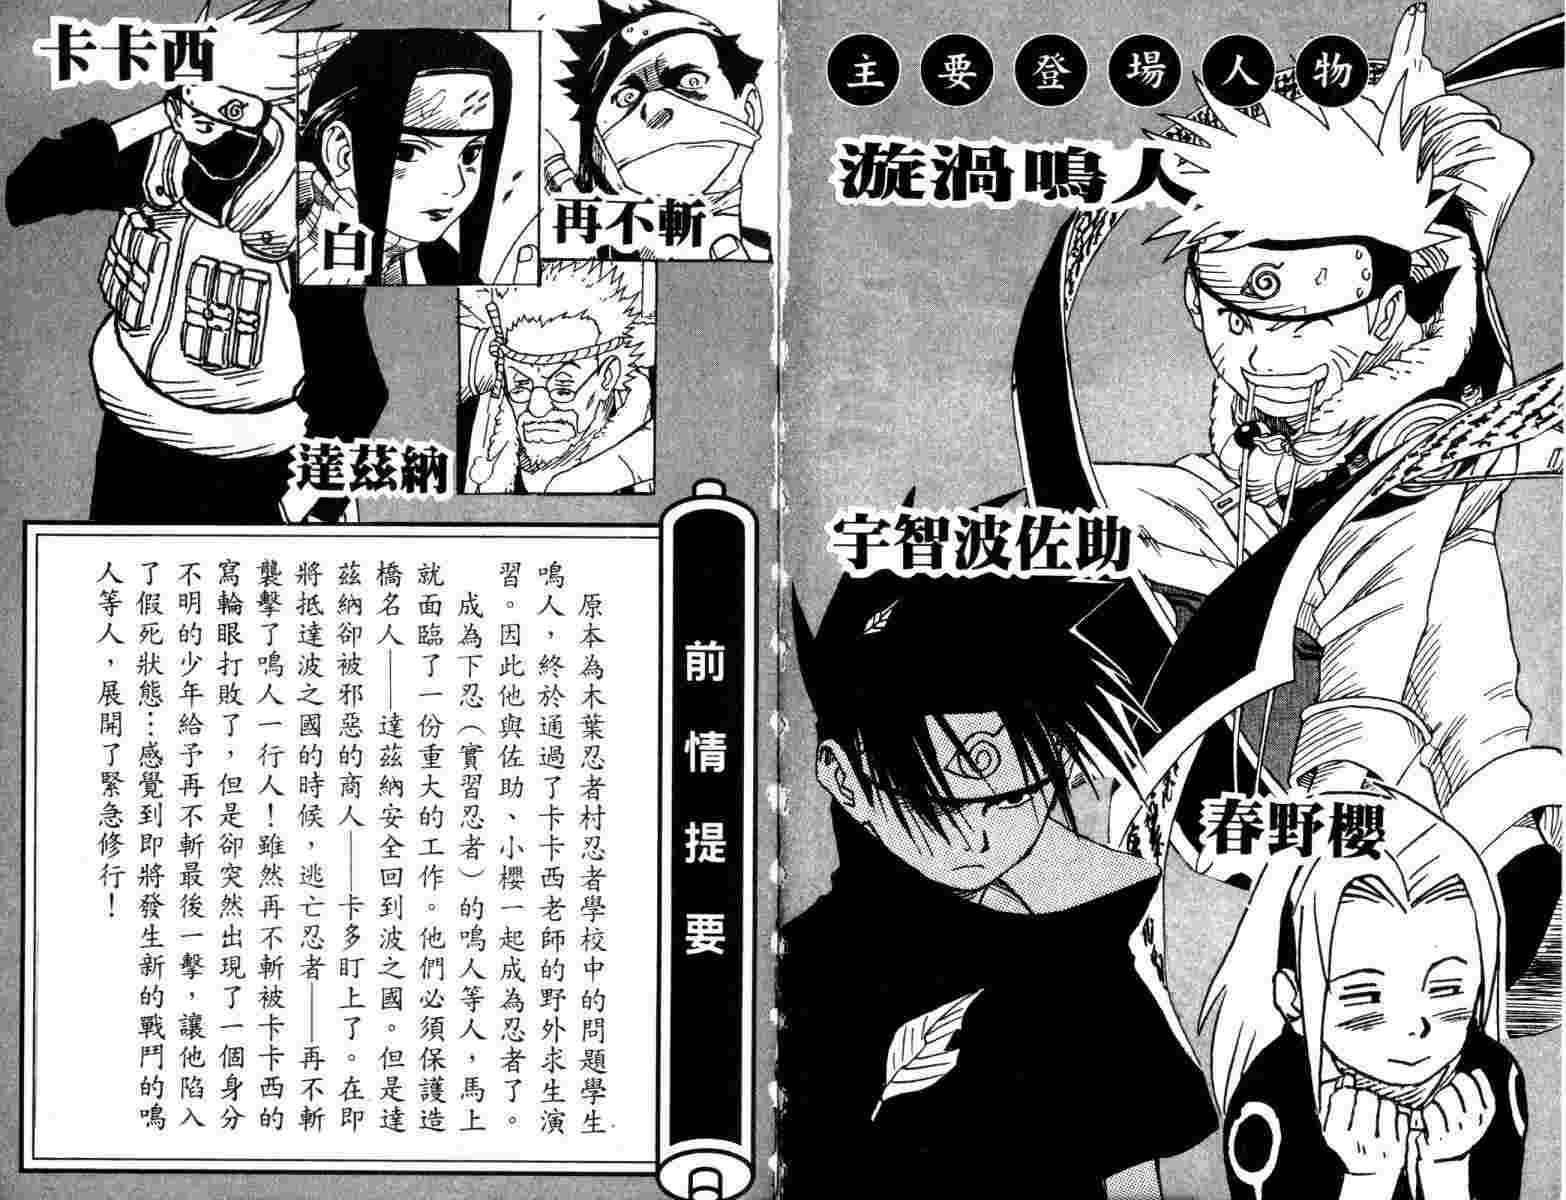 主要登場人物
漩渦鳴人
宇智波佐助
春野櫻
再不斬
白
卡卡西
達茲納
前情提要
原本為木葉忍者村忍者學校中的問題學生
鳴人，終於通過了卡卡西老師的野外求生演
習。因此他與佐助、小櫻一起成為忍者了。
成為下忍（實習忍者）的鳴人等人，馬上
就面臨了一份重大的工作。他們必須保護造
橋名人──達茲納安全回到波之國。但是達
茲納卻被邪惡的商人──卡多盯上了。在即
將抵達波之國的時候，逃亡忍者──再不斬
襲擊了鳴人一行人！雖然再不斬被卡卡西的
寫輪眼打敗了，但是卻突然出現了一個身分
不明的少年給予再不斬最後一擊，讓他陷入
了假死狀態…感覺到即將發生新的戰鬥的鳴
人等人，展開了緊急修行！